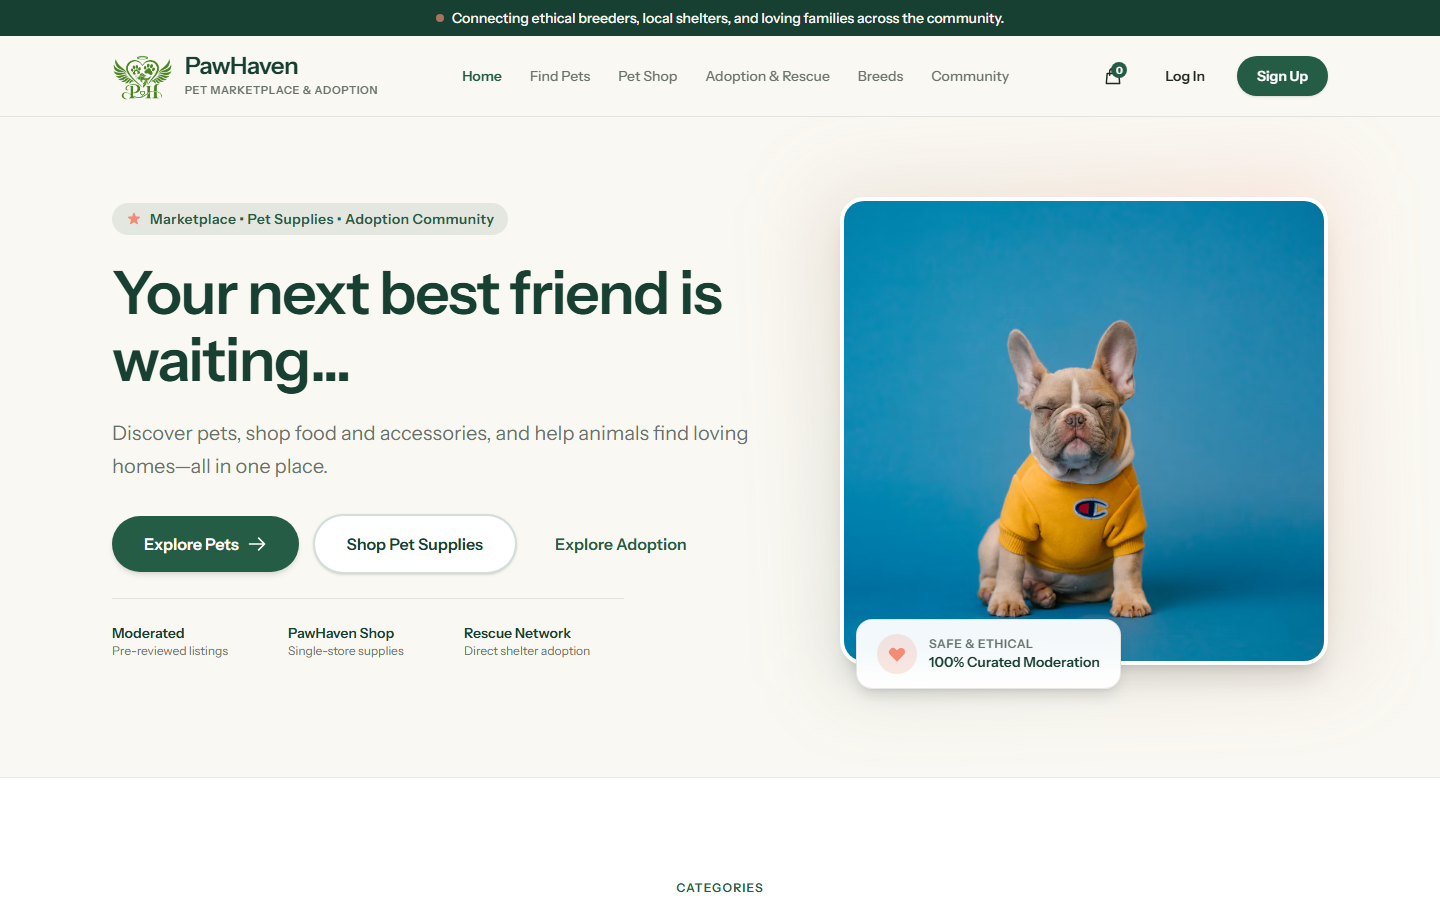 Connecting ethical breeders, local shelters, and loving families across the community.
PH
PawHaven
PET MARKETPLACE & ADOPTION
Home
Find Pets
Pet Shop
Adoption & Rescue
Breeds
Community
0
Log In
Sign Up
Marketplace • Pet Supplies • Adoption Community
Your next best friend is
waiting...
Discover pets, shop food and accessories, and help animals find loving
homes—all in one place.
Explore Pets
Shop Pet Supplies
Explore Adoption
Moderated
Pre-reviewed listings
PawHaven Shop
Single-store supplies
Rescue Network
Direct shelter adoption
SAFE & ETHICAL
100% Curated Moderation
CATEGORIES